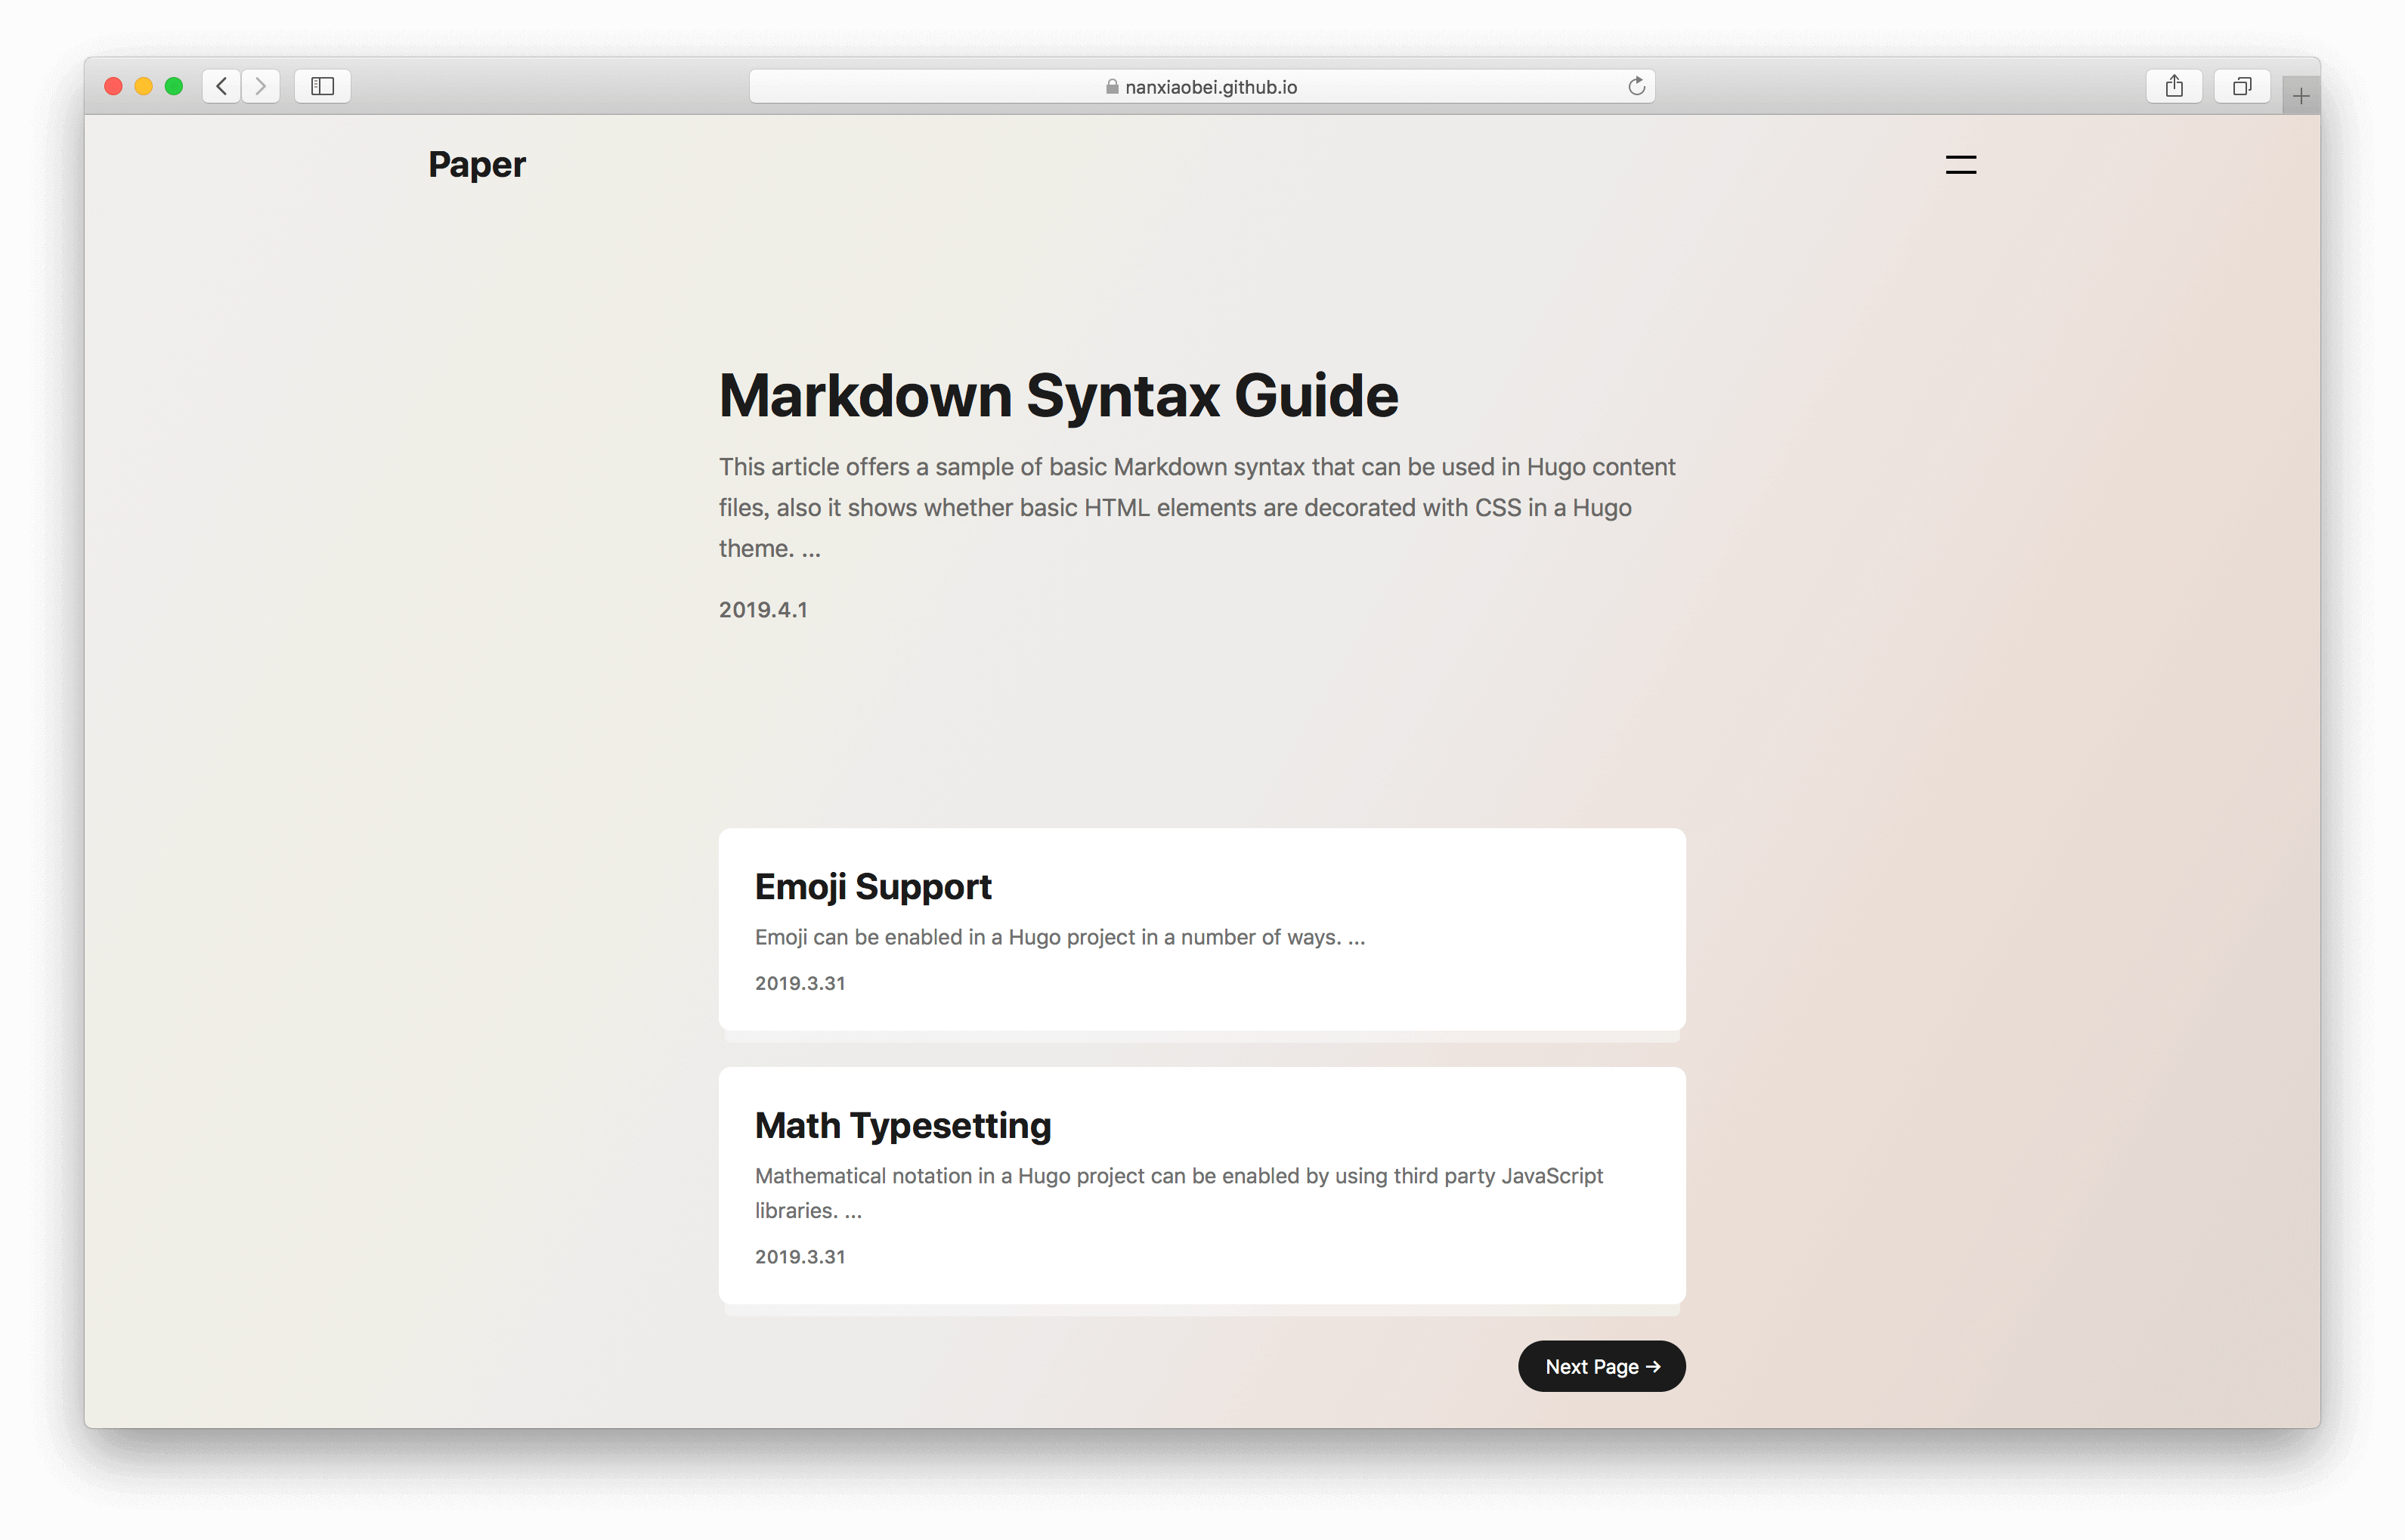 nanxiaobei.github.io
Paper
Markdown Syntax Guide
This article offers a sample of basic Markdown syntax that can be used in Hugo content
files, also it shows whether basic HTML elements are decorated with CSS in a Hugo
theme. ...
2019.4.1
Emoji Support
Emoji can be enabled in a Hugo project in a number of ways. ...
2019.3.31
Math Typesetting
Mathematical notation in a Hugo project can be enabled by using third party JavaScript
libraries. ...
2019.3.31
Next Page →